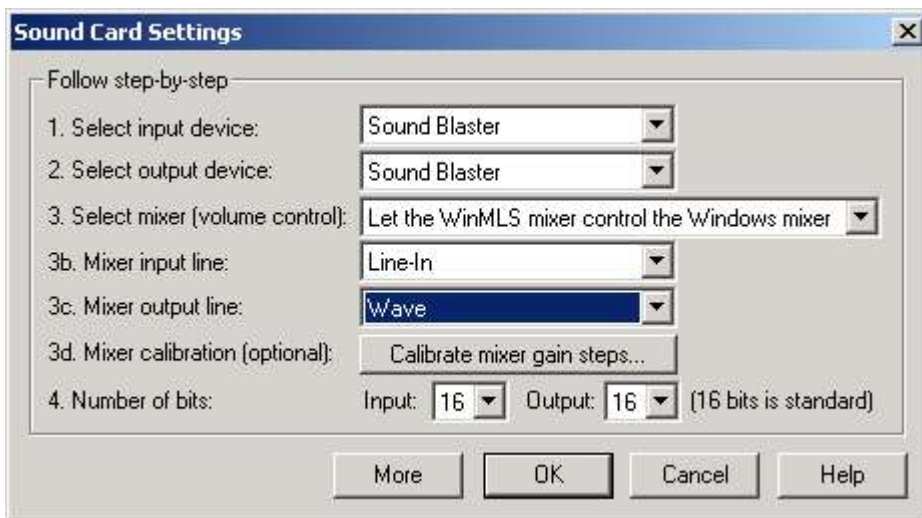 Sound Card Settings
Follow step-by-step
1. Select input device: Sound Blaster
2. Select output device: Sound Blaster
3. Select mixer (volume control): Let the WinMLS mixer control the Windows mixer
3b. Mixer input line: Line-In
3c. Mixer output line: Wave
3d. Mixer calibration (optional): Calibrate mixer gain steps...
4. Number of bits: Input: 16 Output: 16 (16 bits is standard)
More OK Cancel Help